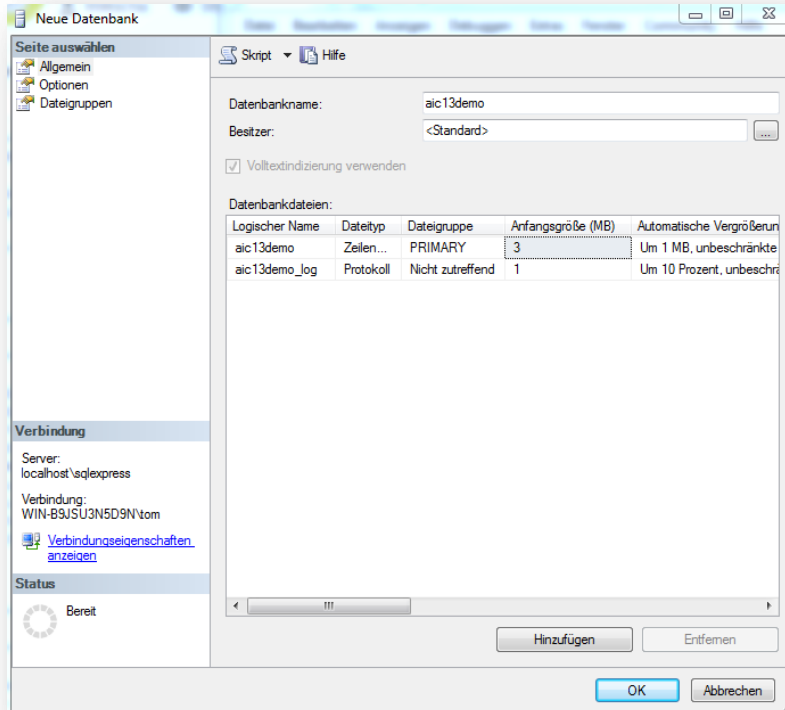 Neue Datenbank
Seite auswählen
Allgemein
Optionen
Dateigruppen
Skript Hilfe
Datenbankname: aic13demo
Besitzer: <Standard> ...
Volltextindizierung verwenden
Datenbankdateien:
Logischer Name Dateityp Dateigruppe Anfangsgröße (MB) Automatische Vergrößerun
aic13demo Zeilen... PRIMARY 3 Um 1 MB, unbeschränkte
aic13demo_log Protokoll Nicht zutreffend 1 Um 10 Prozent, unbeschrä
Verbindung
Server:
localhost\sqlexpress
Verbindung:
WIN-B9JSU3N5D9N\tom
Verbindungseigenschaften
anzeigen
Status
Bereit
Hinzufügen Entfernen
OK Abbrechen